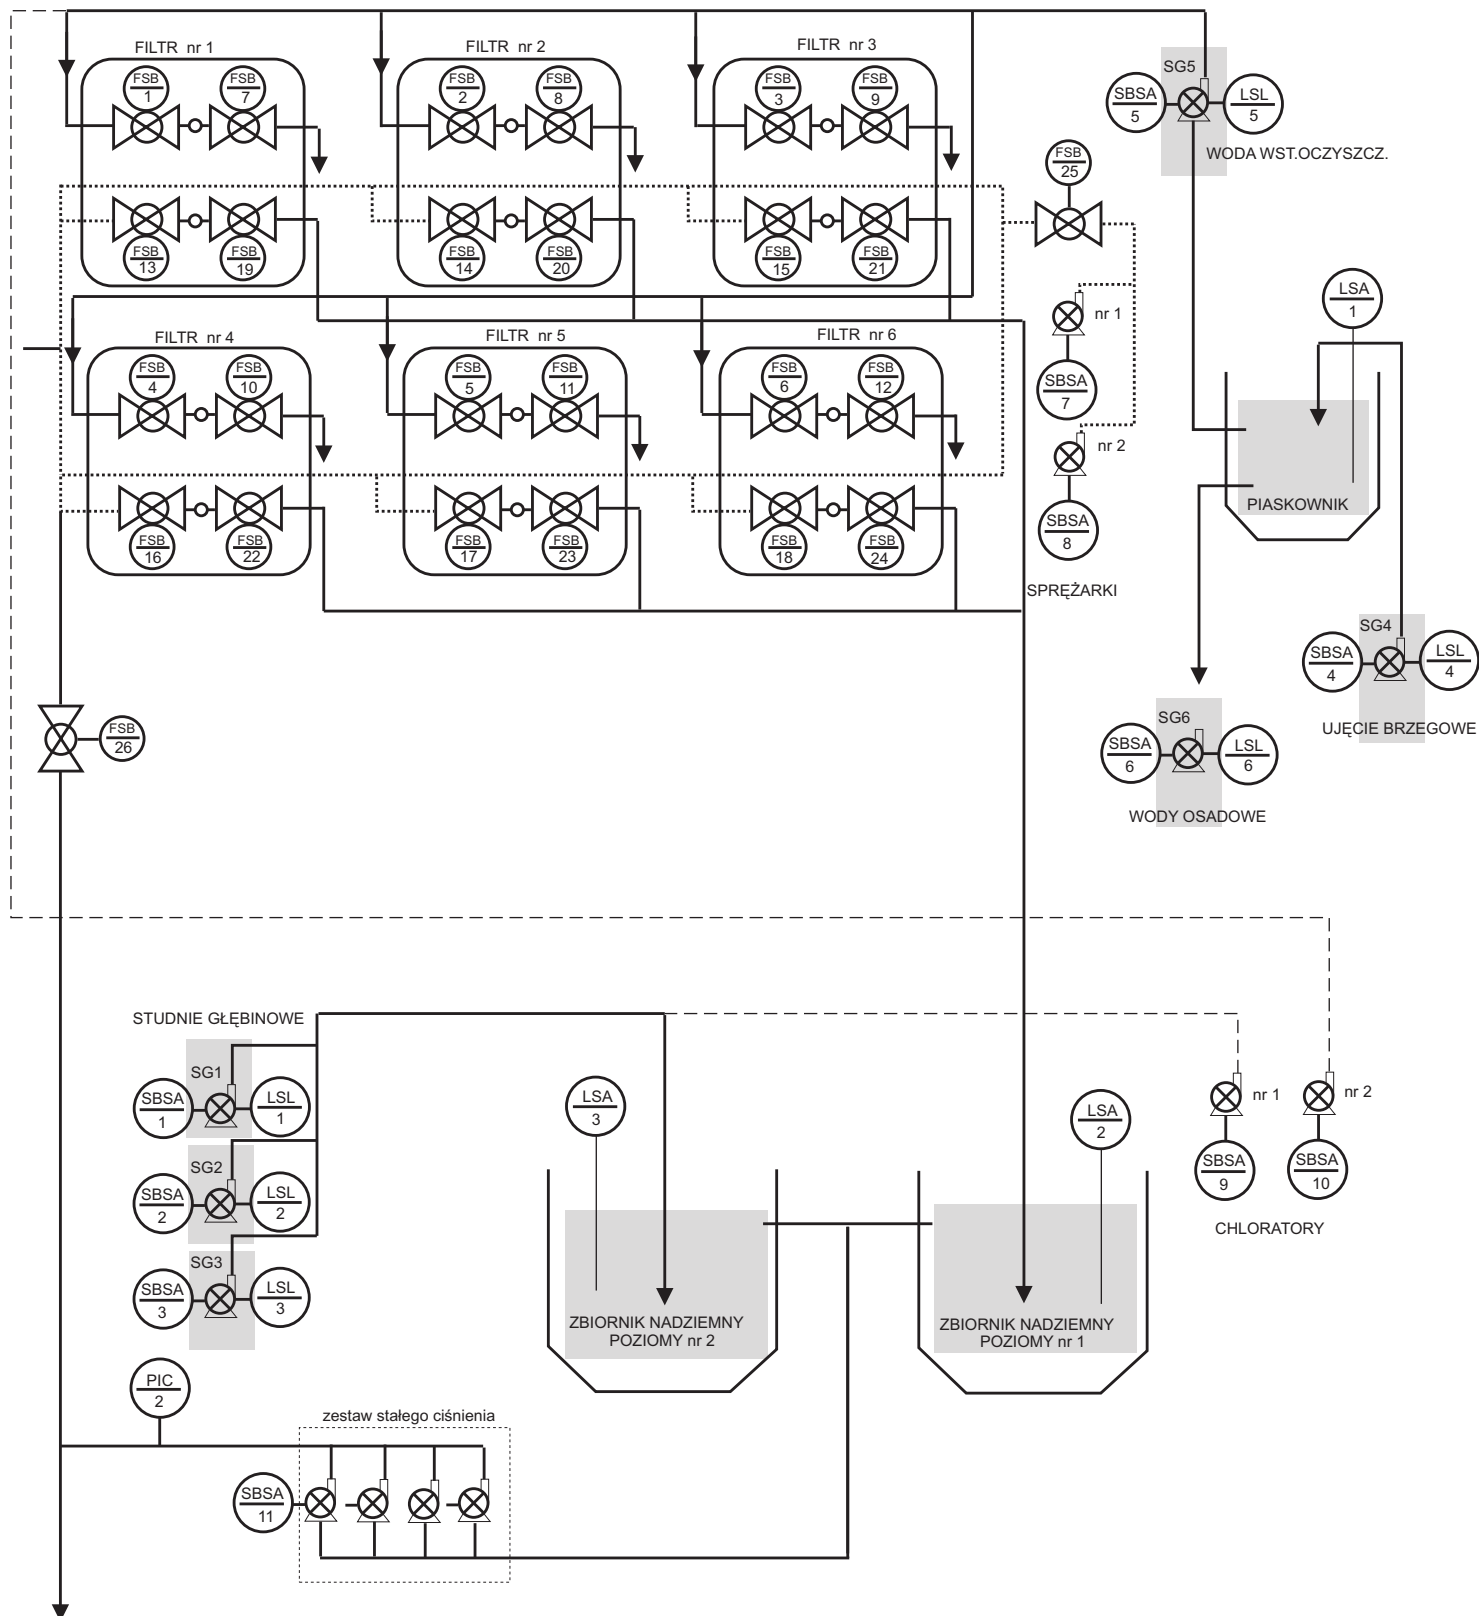 FILTR nr 1
FILTR nr 2
FILTR nr 3
FSB
1
FSB
7
FSB
2
FSB
8
FSB
3
FSB
9
SG5
SBSA
5
LSL
5
WODA WST.OCZYSZCZ.
FSB
25
FSB
13
FSB
19
FSB
14
FSB
20
FSB
15
FSB
21
LSA
1
nr 1
SBSA
7
FILTR nr 4
FILTR nr 5
FILTR nr 6
FSB
4
FSB
10
FSB
5
FSB
11
FSB
6
FSB
12
nr 2
SBSA
8
SPRĘŻARKI
PIASKOWNIK
FSB
16
FSB
22
FSB
17
FSB
23
FSB
18
FSB
24
SG4
SBSA
4
LSL
4
UJĘCIE BRZEGOWE
FSB
26
SG6
SBSA
6
LSL
6
WODY OSADOWE
STUDNIE GŁĘBINOWE
SG1
SBSA
1
LSL
1
SG2
SBSA
2
LSL
2
SG3
SBSA
3
LSL
3
LSA
3
LSA
2
nr 1
nr 2
SBSA
9
SBSA
10
CHLORATORY
ZBIORNIK NADZIEMNY
POZIOMY nr 2
ZBIORNIK NADZIEMNY
POZIOMY nr 1
PIC
2
zestaw stałego ciśnienia
SBSA
11